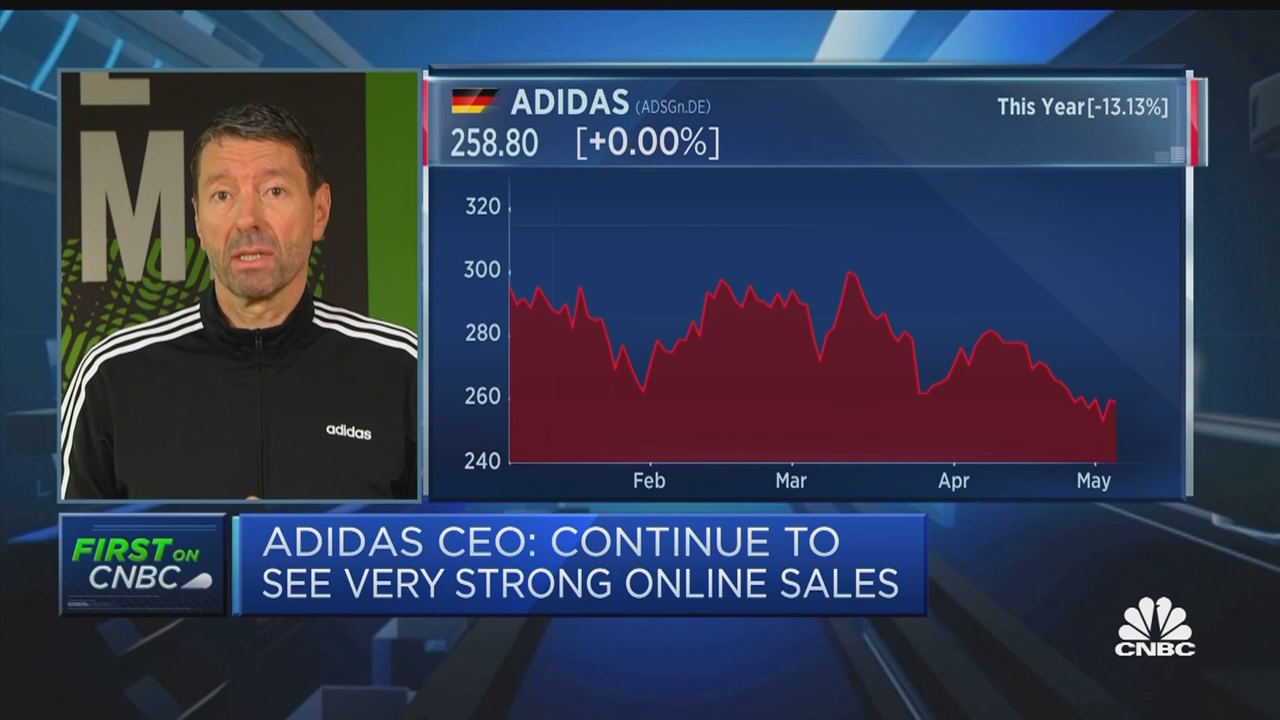 E
M
adidas
ADIDAS (ADSGn.DE)
This Year[-13.13%]
258.80 [+0.00%]
320
300
280
260
240
Feb Mar Apr May
FIRST ON
CNBC
ADIDAS CEO: CONTINUE TO
SEE VERY STRONG ONLINE SALES
CNBC